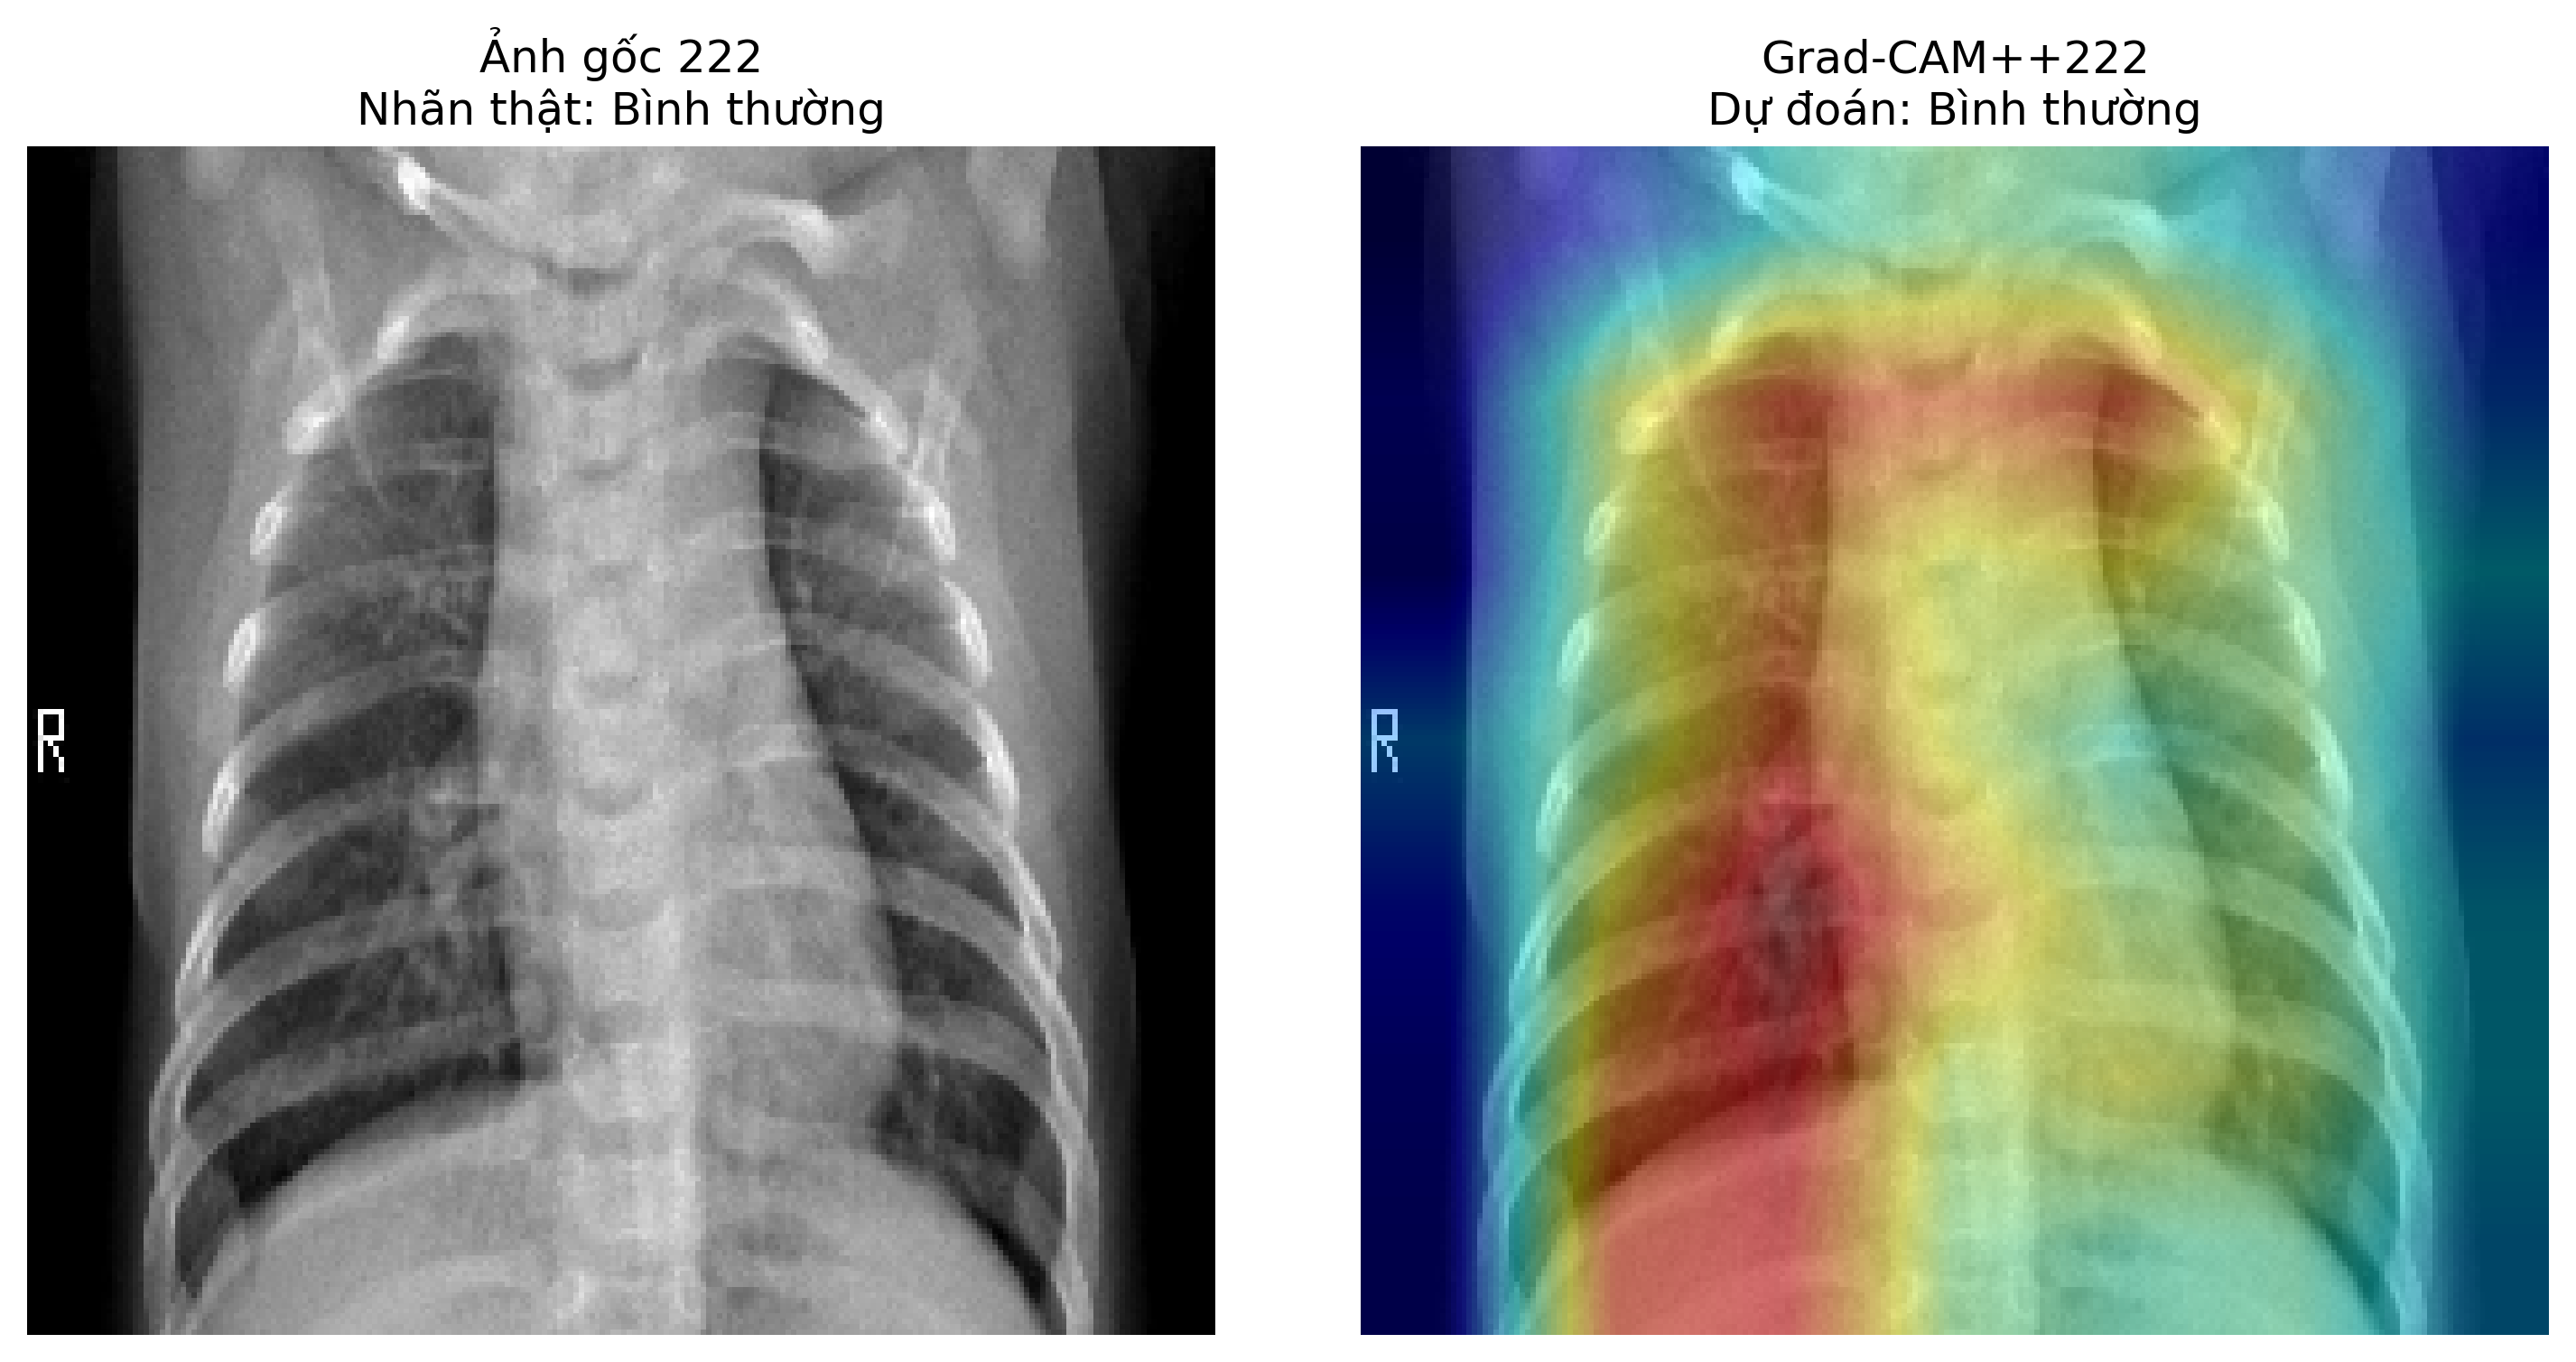 Ảnh gốc 222
Nhãn thật: Bình thường
Grad-CAM++222
Dự đoán: Bình thường
R
R